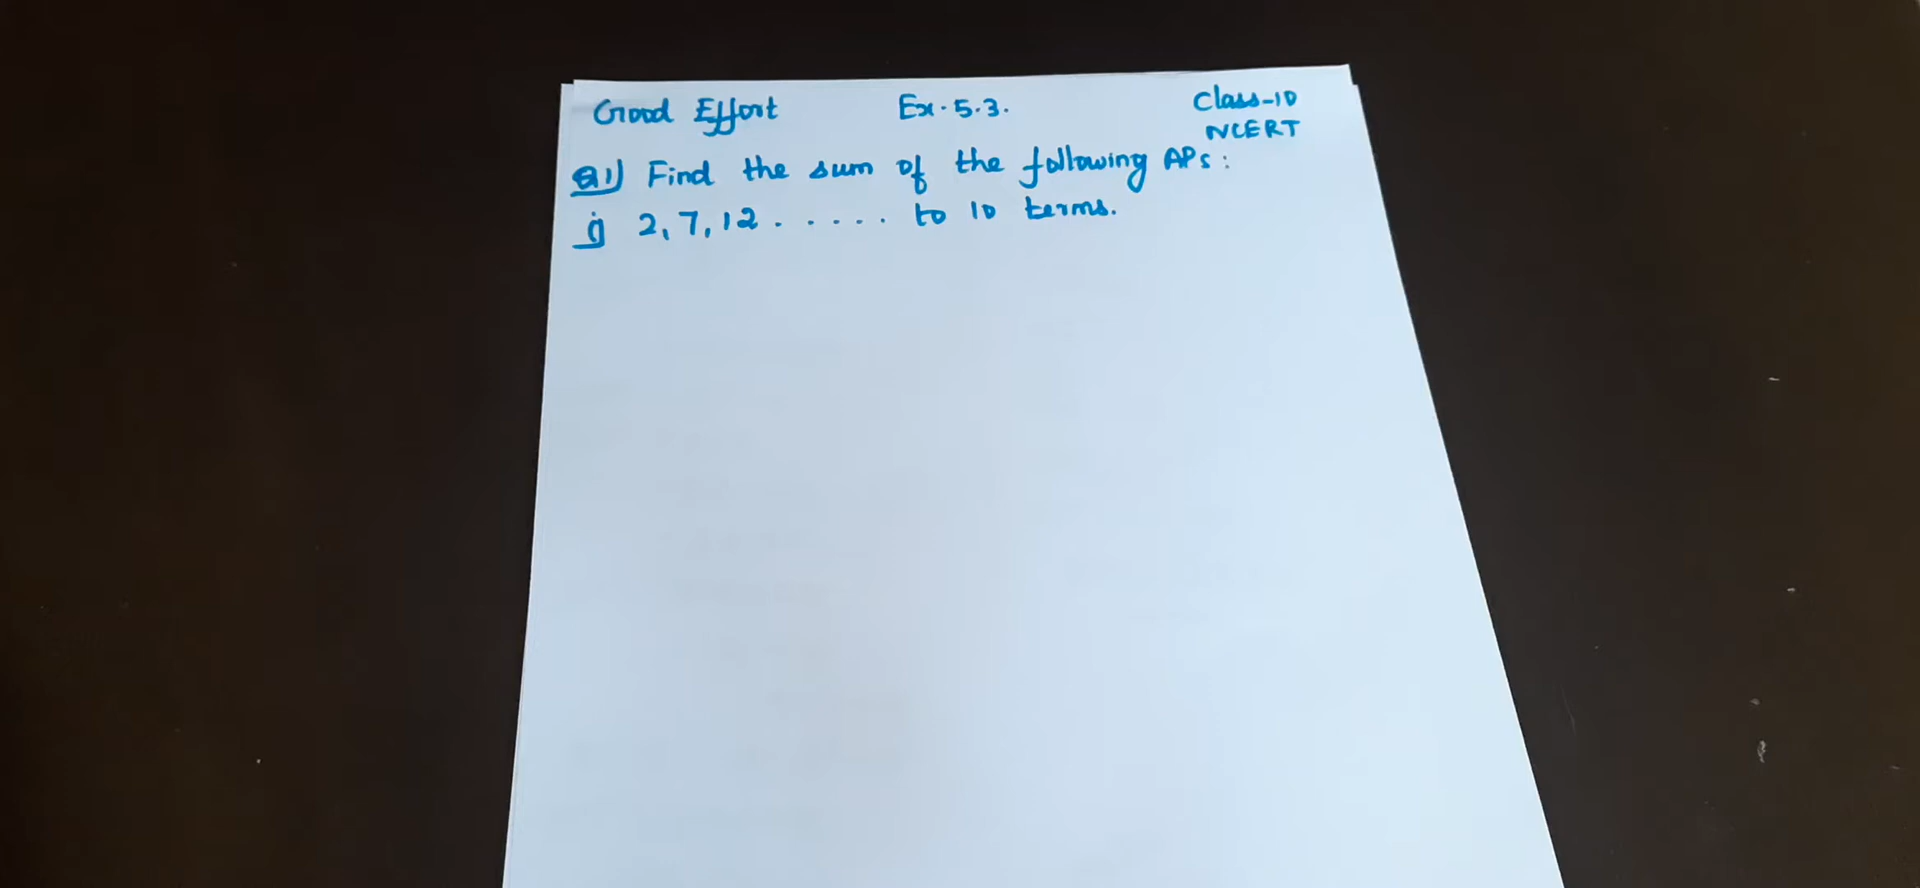 Good Effort Ex. 5.3. Class-10
NCERT
Q1) Find the sum of the following APs:
i) 2, 7, 12 . . . . . . to 10 terms.